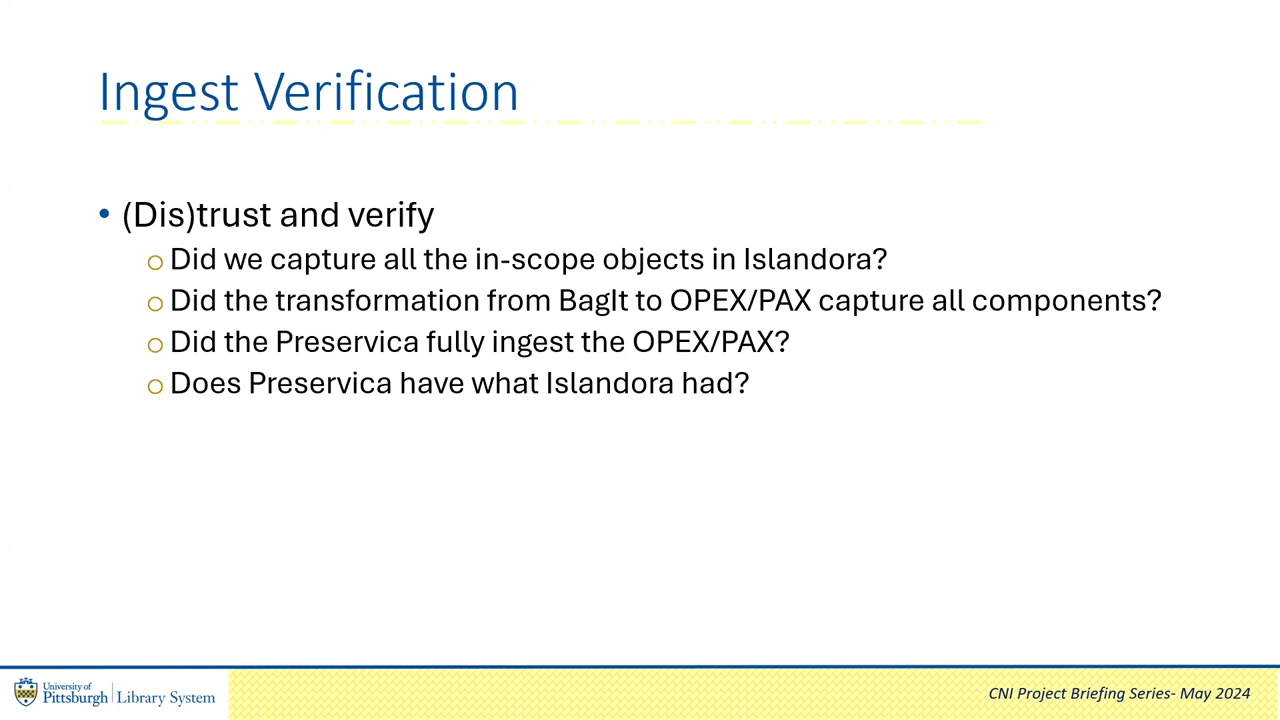 Ingest Verification
• (Dis)trust and verify
o Did we capture all the in-scope objects in Islandora?
o Did the transformation from BagIt to OPEX/PAX capture all components?
o Did the Preservica fully ingest the OPEX/PAX?
o Does Preservica have what Islandora had?
University of
Pittsburgh | Library System
CNI Project Briefing Series- May 2024